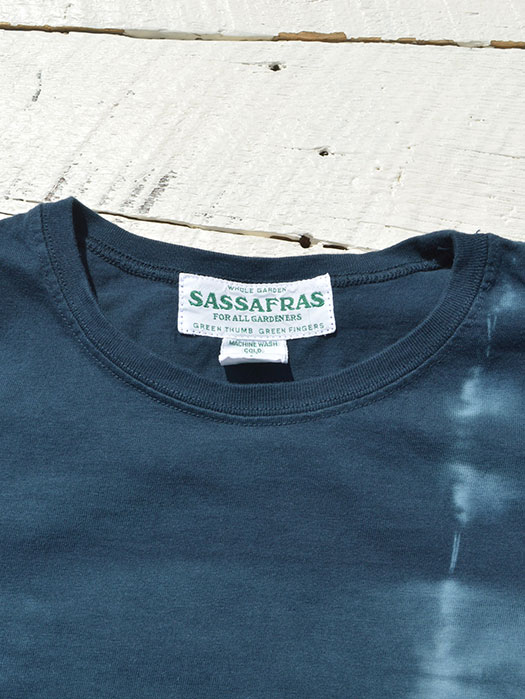 WHOLE GARDEN
SASSAFRAS
FOR ALL GARDENERS
GREEN THUMB GREEN FINGERS
MACHINE WASH
COLD